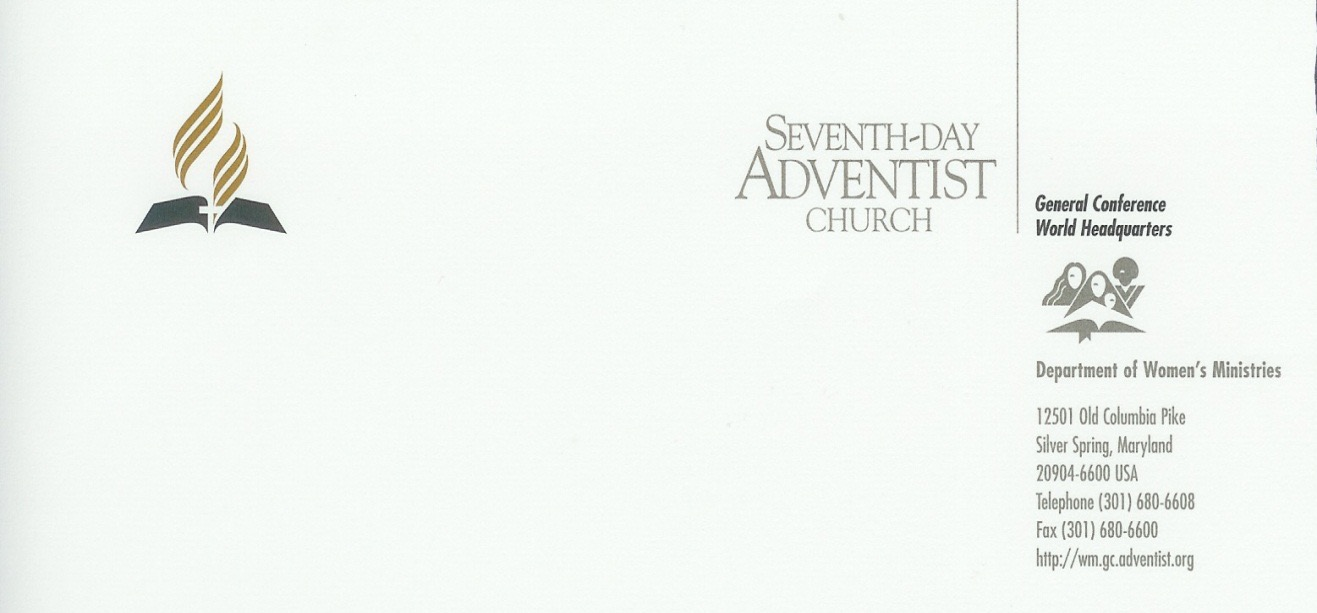 SEVENTH-DAY
ADVENTIST
CHURCH
General Conference
World Headquarters
Department of Women's Ministries
12501 Old Columbia Pike
Silver Spring, Maryland
20904-6600 USA
Telephone (301) 680-6608
Fax (301) 680-6600
http://wm.gc.adventist.org